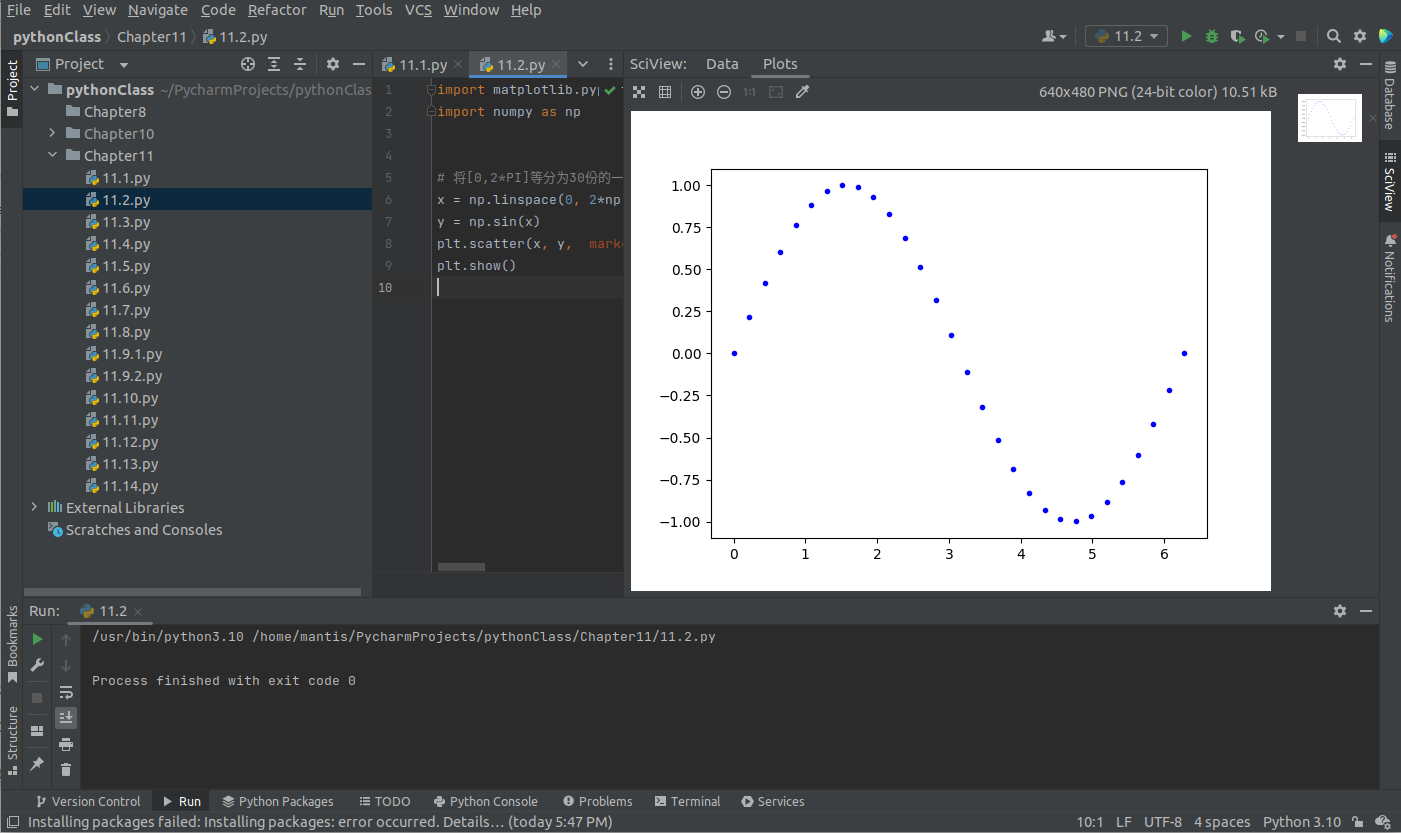 File Edit View Navigate Code Refactor Run Tools VCS Window Help
pythonClass Chapter11 11.2.py
11.2
Project
Project
pythonClass ~/PycharmProjects/pythonClas
Chapter8
Chapter10
Chapter11
11.1.py
11.2.py
11.3.py
11.4.py
11.5.py
11.6.py
11.7.py
11.8.py
11.9.1.py
11.9.2.py
11.10.py
11.11.py
11.12.py
11.13.py
11.14.py
External Libraries
Scratches and Consoles
11.1.py 11.2.py
1 import matplotlib.pyp
2 import numpy as np
3
4
5 # 将[0,2*PI]等分为30份的一
6 x = np.linspace(0, 2*np
7 y = np.sin(x)
8 plt.scatter(x, y, mark
9 plt.show()
10
SciView: Data Plots
1:1
640x480 PNG (24-bit color) 10.51 kB
1.00
0.75
0.50
0.25
0.00
−0.25
−0.50
−0.75
−1.00
0 1 2 3 4 5 6
Database
SciView
Notifications
Bookmarks
Structure
Run: 11.2
/usr/bin/python3.10 /home/mantis/PycharmProjects/pythonClass/Chapter11/11.2.py
Process finished with exit code 0
Version Control Run Python Packages TODO Python Console Problems Terminal Services
Installing packages failed: Installing packages: error occurred. Details... (today 5:47 PM)
10:1 LF UTF-8 4 spaces Python 3.10